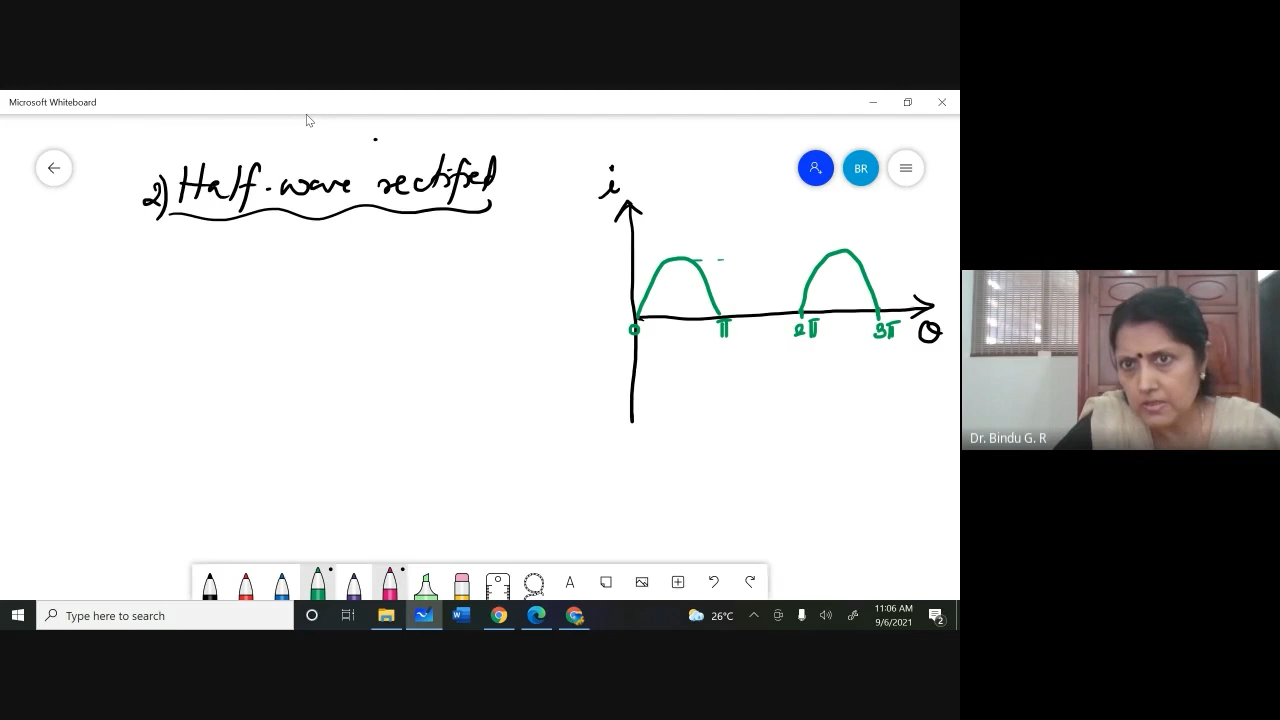 Microsoft Whiteboard
2) Half-wave rectified
BR
i
0
π
2π
3π
θ
Dr. Bindu G. R
A
Type here to search
26°C
11:06 AM
9/6/2021
2